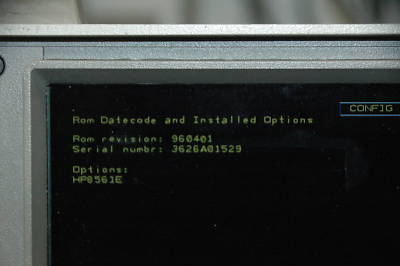 Rom Datecode and Installed Options
CONFIG
Rom revision: 960401
Serial numbr: 3626A01529
Options:
HP8561E